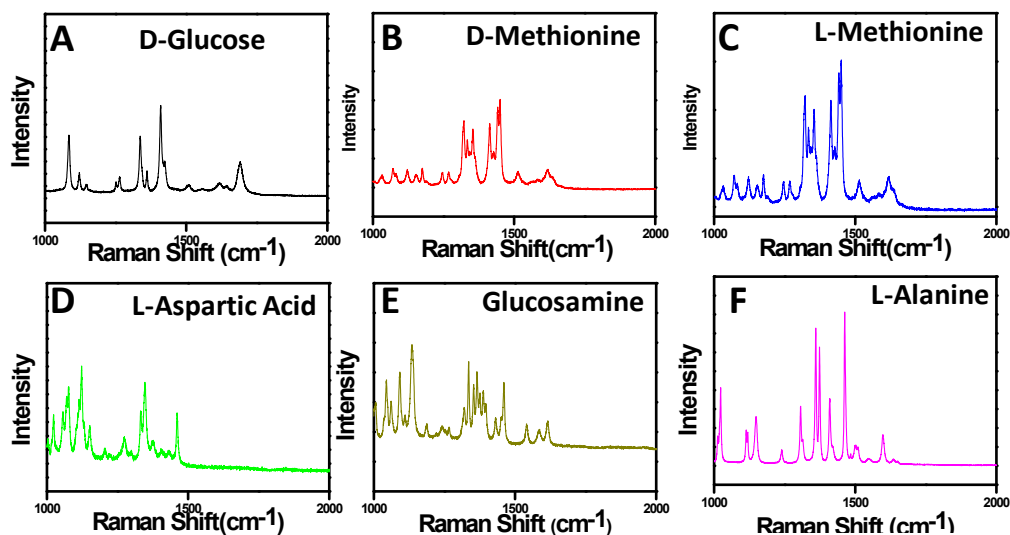 A D-Glucose
Intensity
1000 1500 2000
Raman Shift (cm-1)
B D-Methionine
Intensity
1000 1500 2000
Raman Shift(cm-1)
C L-Methionine
Intensity
1000 1500 2000
Raman Shift(cm-1)
D L-Aspartic Acid
Intensity
1000 1500 2000
Raman Shift(cm-1)
E Glucosamine
Intensity
1000 1500 2000
Raman Shift (cm-1)
F L-Alanine
Intensity
1000 1500 2000
Raman Shift (cm-1)